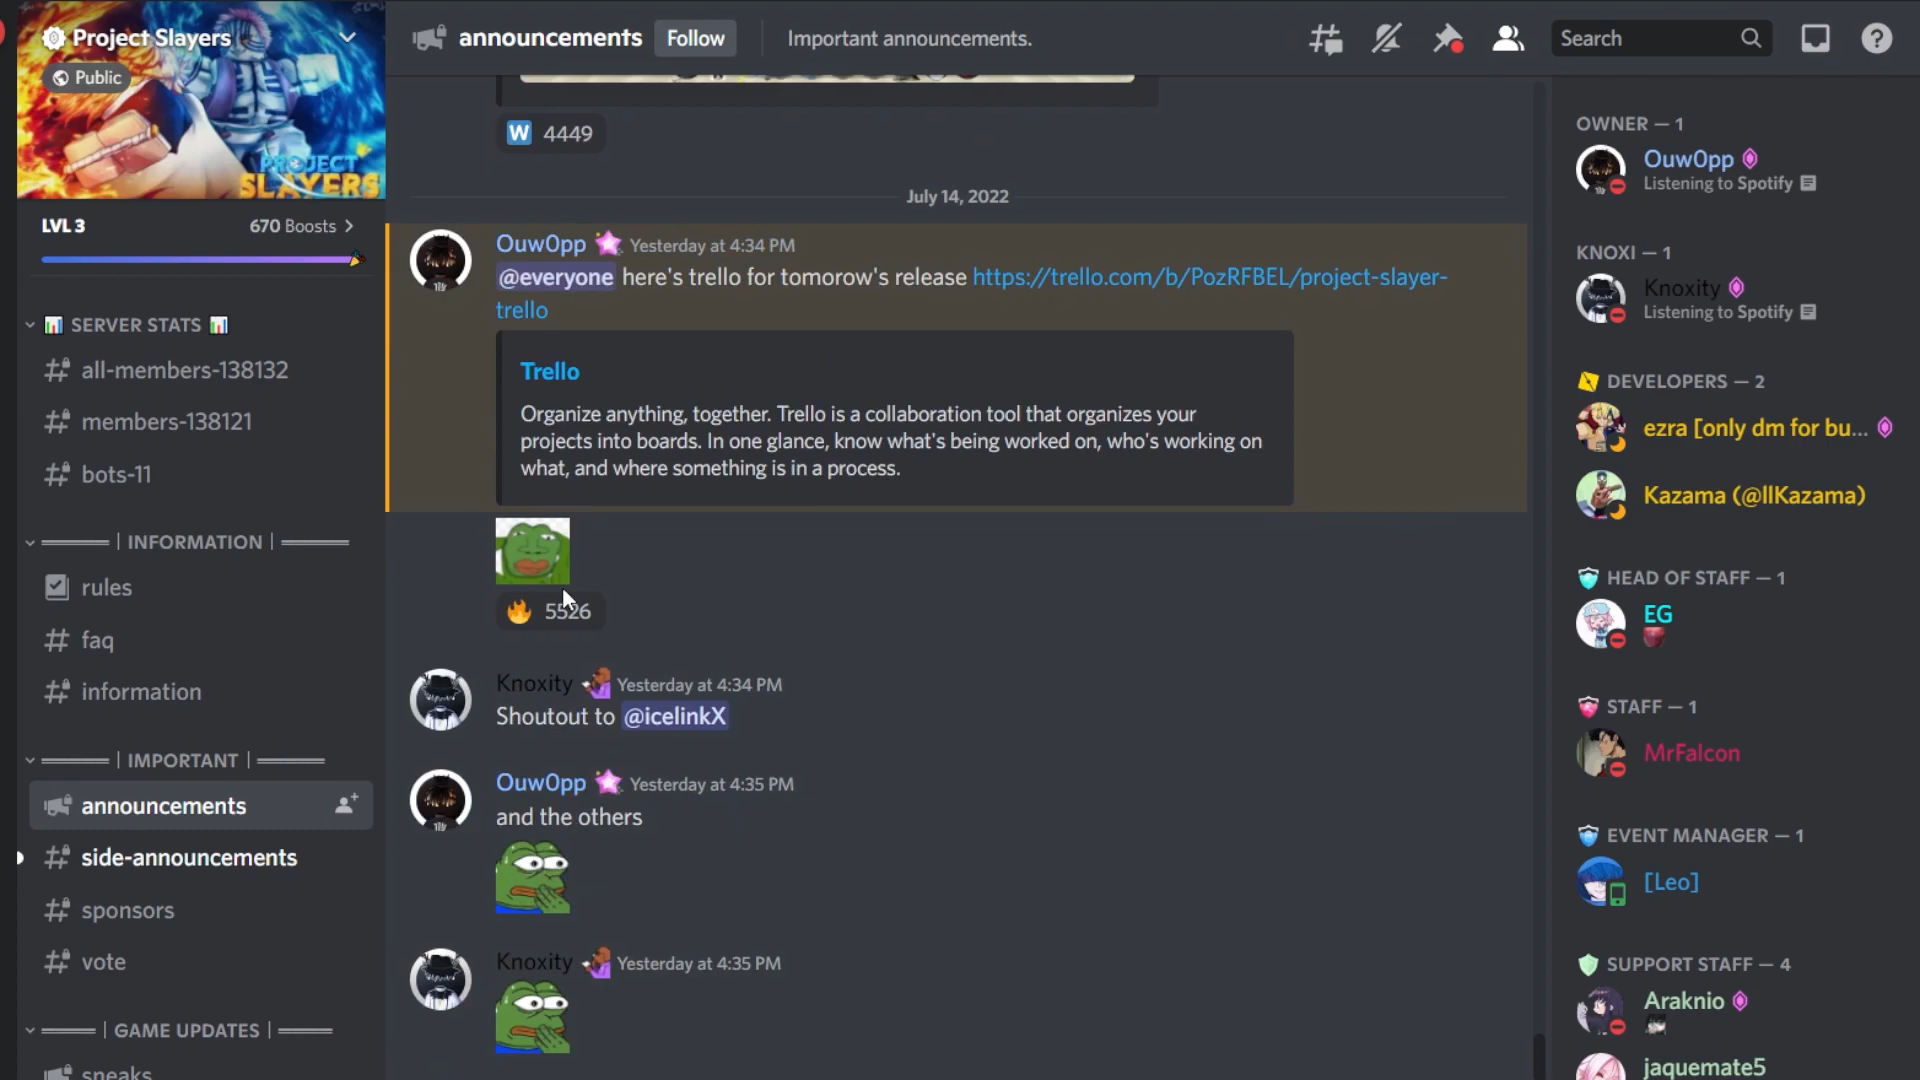 Project Slayers
Public
PROJECT
SLAYERS
LVL 3
670 Boosts
SERVER STATS
all-members-138132
members-138121
bots-11
| INFORMATION |
rules
faq
information
| IMPORTANT |
announcements
side-announcements
sponsors
vote
| GAME UPDATES |
sneaks
announcements
Follow
Important announcements.
Search
W 4449
July 14, 2022
Ouw0pp Yesterday at 4:34 PM
@everyone here's trello for tomorow's release https://trello.com/b/PozRFBEL/project-slayer-
trello
Trello
Organize anything, together. Trello is a collaboration tool that organizes your
projects into boards. In one glance, know what's being worked on, who's working on
what, and where something is in a process.
5526
Knoxity Yesterday at 4:34 PM
Shoutout to @icelinkX
Ouw0pp Yesterday at 4:35 PM
and the others
Knoxity Yesterday at 4:35 PM
OWNER — 1
Ouw0pp
Listening to Spotify
KNOXI — 1
Knoxity
Listening to Spotify
DEVELOPERS — 2
ezra [only dm for bu...
Kazama (@llKazama)
HEAD OF STAFF — 1
EG
STAFF — 1
MrFalcon
EVENT MANAGER — 1
[Leo]
SUPPORT STAFF — 4
Araknio
jaquemate5